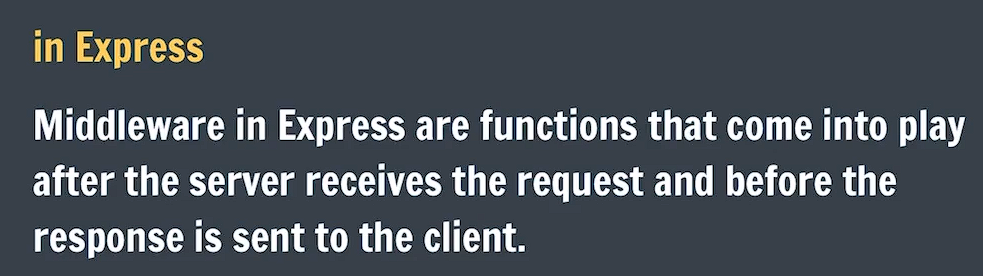 in Express
Middleware in Express are functions that come into play
after the server receives the request and before the
response is sent to the client.